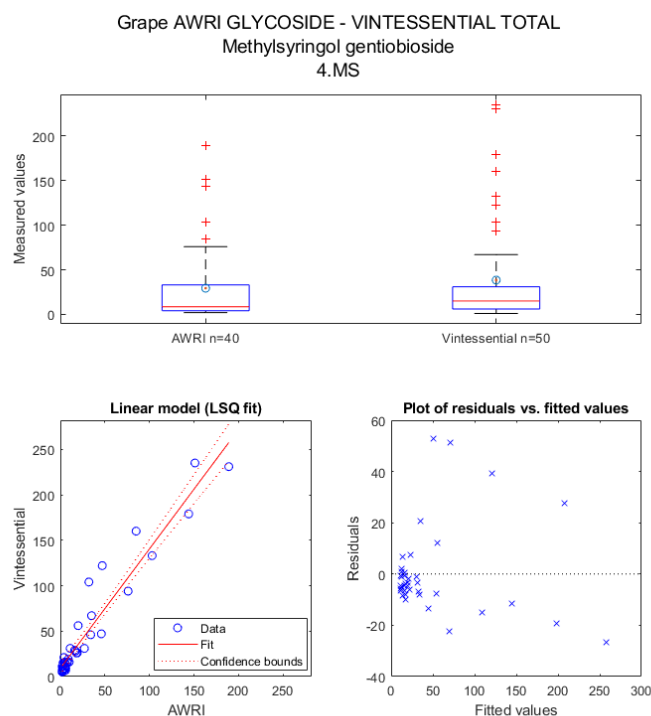 Grape AWRI GLYCOSIDE - VINTESSENTIAL TOTAL
Methylsyringol gentiobioside
4.MS
Measured values
200
150
100
50
0
AWRI n=40
Vintessential n=50
Linear model (LSQ fit)
Vintessential
250
200
150
100
50
0
Data
Fit
Confidence bounds
0
50
100
150
200
250
AWRI
Plot of residuals vs. fitted values
Residuals
60
40
20
0
-20
-40
0
50
100
150
200
250
300
Fitted values